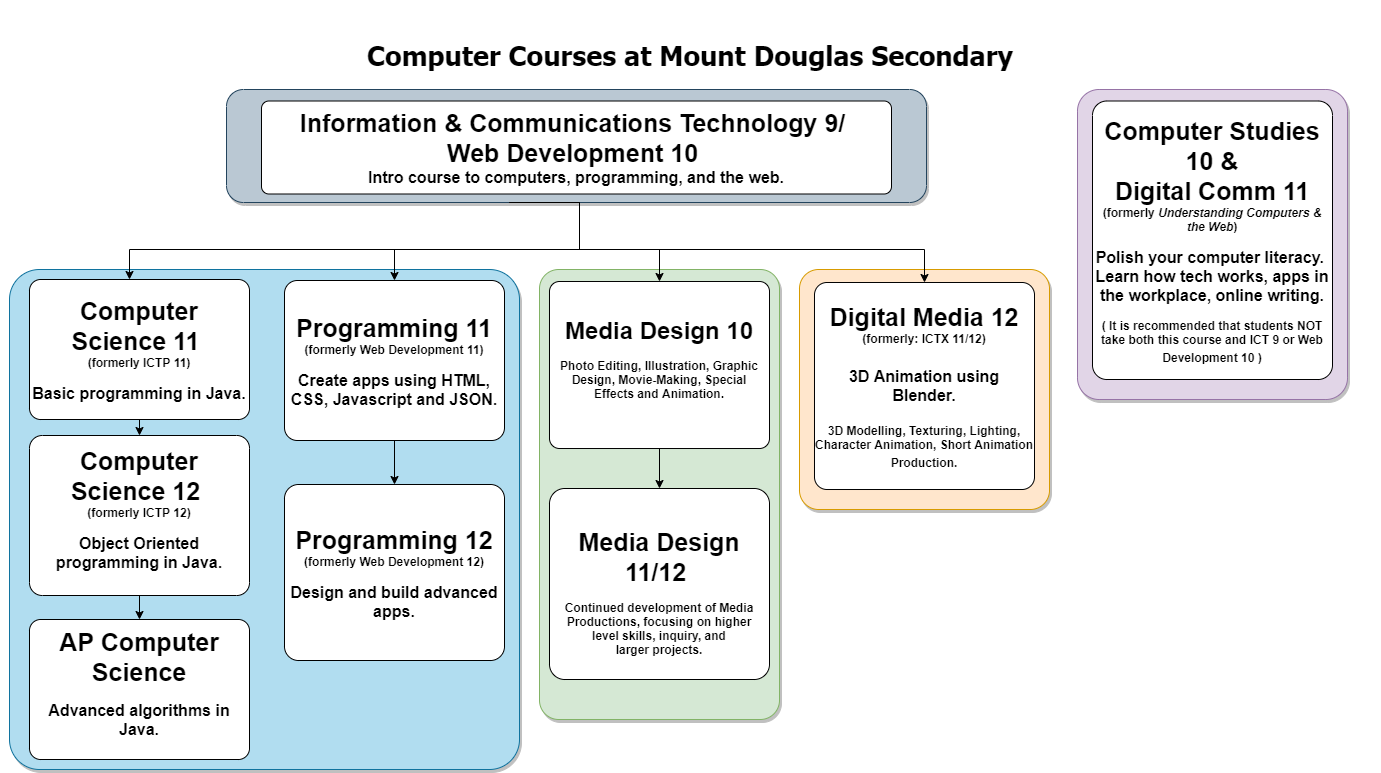 Computer Courses at Mount Douglas Secondary
Information & Communications Technology 9/
Web Development 10
Intro course to computers, programming, and the web.
Computer Studies
10 &
Digital Comm 11
(formerly Understanding Computers &
the Web)
Polish your computer literacy.
Learn how tech works, apps in
the workplace, online writing.
( It is recommended that students NOT
take both this course and ICT 9 or Web
Development 10 )
Computer
Science 11
(formerly ICTP 11)
Basic programming in Java.
Computer
Science 12
(formerly ICTP 12)
Object Oriented
programming in Java.
AP Computer
Science
Advanced algorithms in
Java.
Programming 11
(formerly Web Development 11)
Create apps using HTML,
CSS, Javascript and JSON.
Programming 12
(formerly Web Development 12)
Design and build advanced
apps.
Media Design 10
Photo Editing, Illustration, Graphic
Design, Movie-Making, Special
Effects and Animation.
Media Design
11/12
Continued development of Media
Productions, focusing on higher
level skills, inquiry, and
larger projects.
Digital Media 12
(formerly: ICTX 11/12)
3D Animation using
Blender.
3D Modelling, Texturing, Lighting,
Character Animation, Short Animation
Production.